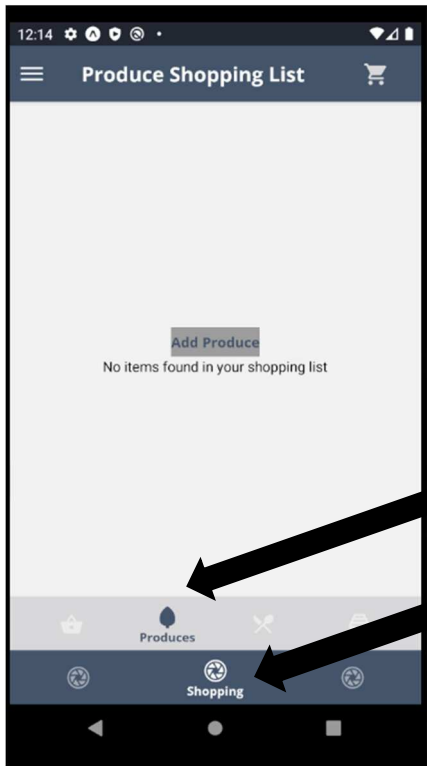 12:14
Produce Shopping List
Add Produce
No items found in your shopping list
Produces
Shopping